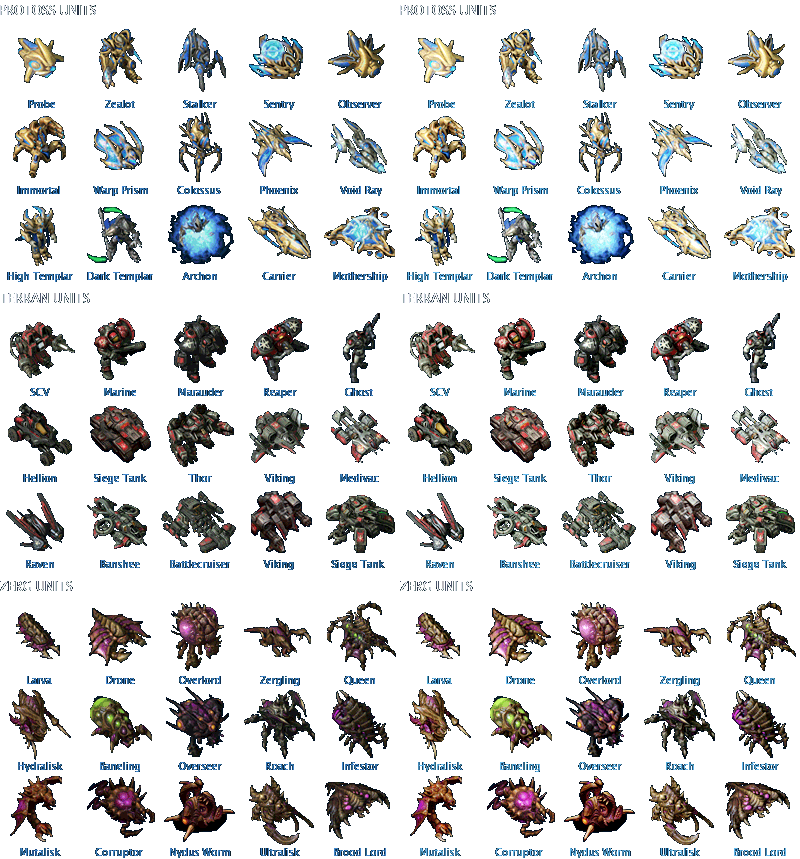 PROTOSS UNITS PROTOSS UNITS
Probe Zealot Stalker Sentry Observer Probe Zealot Stalker Sentry Observer
Immortal Warp Prism Colossus Phoenix Void Ray Immortal Warp Prism Colossus Phoenix Void Ray
High Templar Dark Templar Archon Carrier Mothership High Templar Dark Templar Archon Carrier Mothership
TERRAN UNITS TERRAN UNITS
SCV Marine Marauder Reaper Ghost SCV Marine Marauder Reaper Ghost
Hellion Siege Tank Thor Viking Medivac Hellion Siege Tank Thor Viking Medivac
Raven Banshee Battlecruiser Viking Siege Tank Raven Banshee Battlecruiser Viking Siege Tank
ZERG UNITS ZERG UNITS
Larva Drone Overlord Zergling Queen Larva Drone Overlord Zergling Queen
Hydralisk Baneling Overseer Roach Infestor Hydralisk Baneling Overseer Roach Infestor
Mutalisk Corruptor Nydus Worm Ultralisk Brood Lord Mutalisk Corruptor Nydus Worm Ultralisk Brood Lord